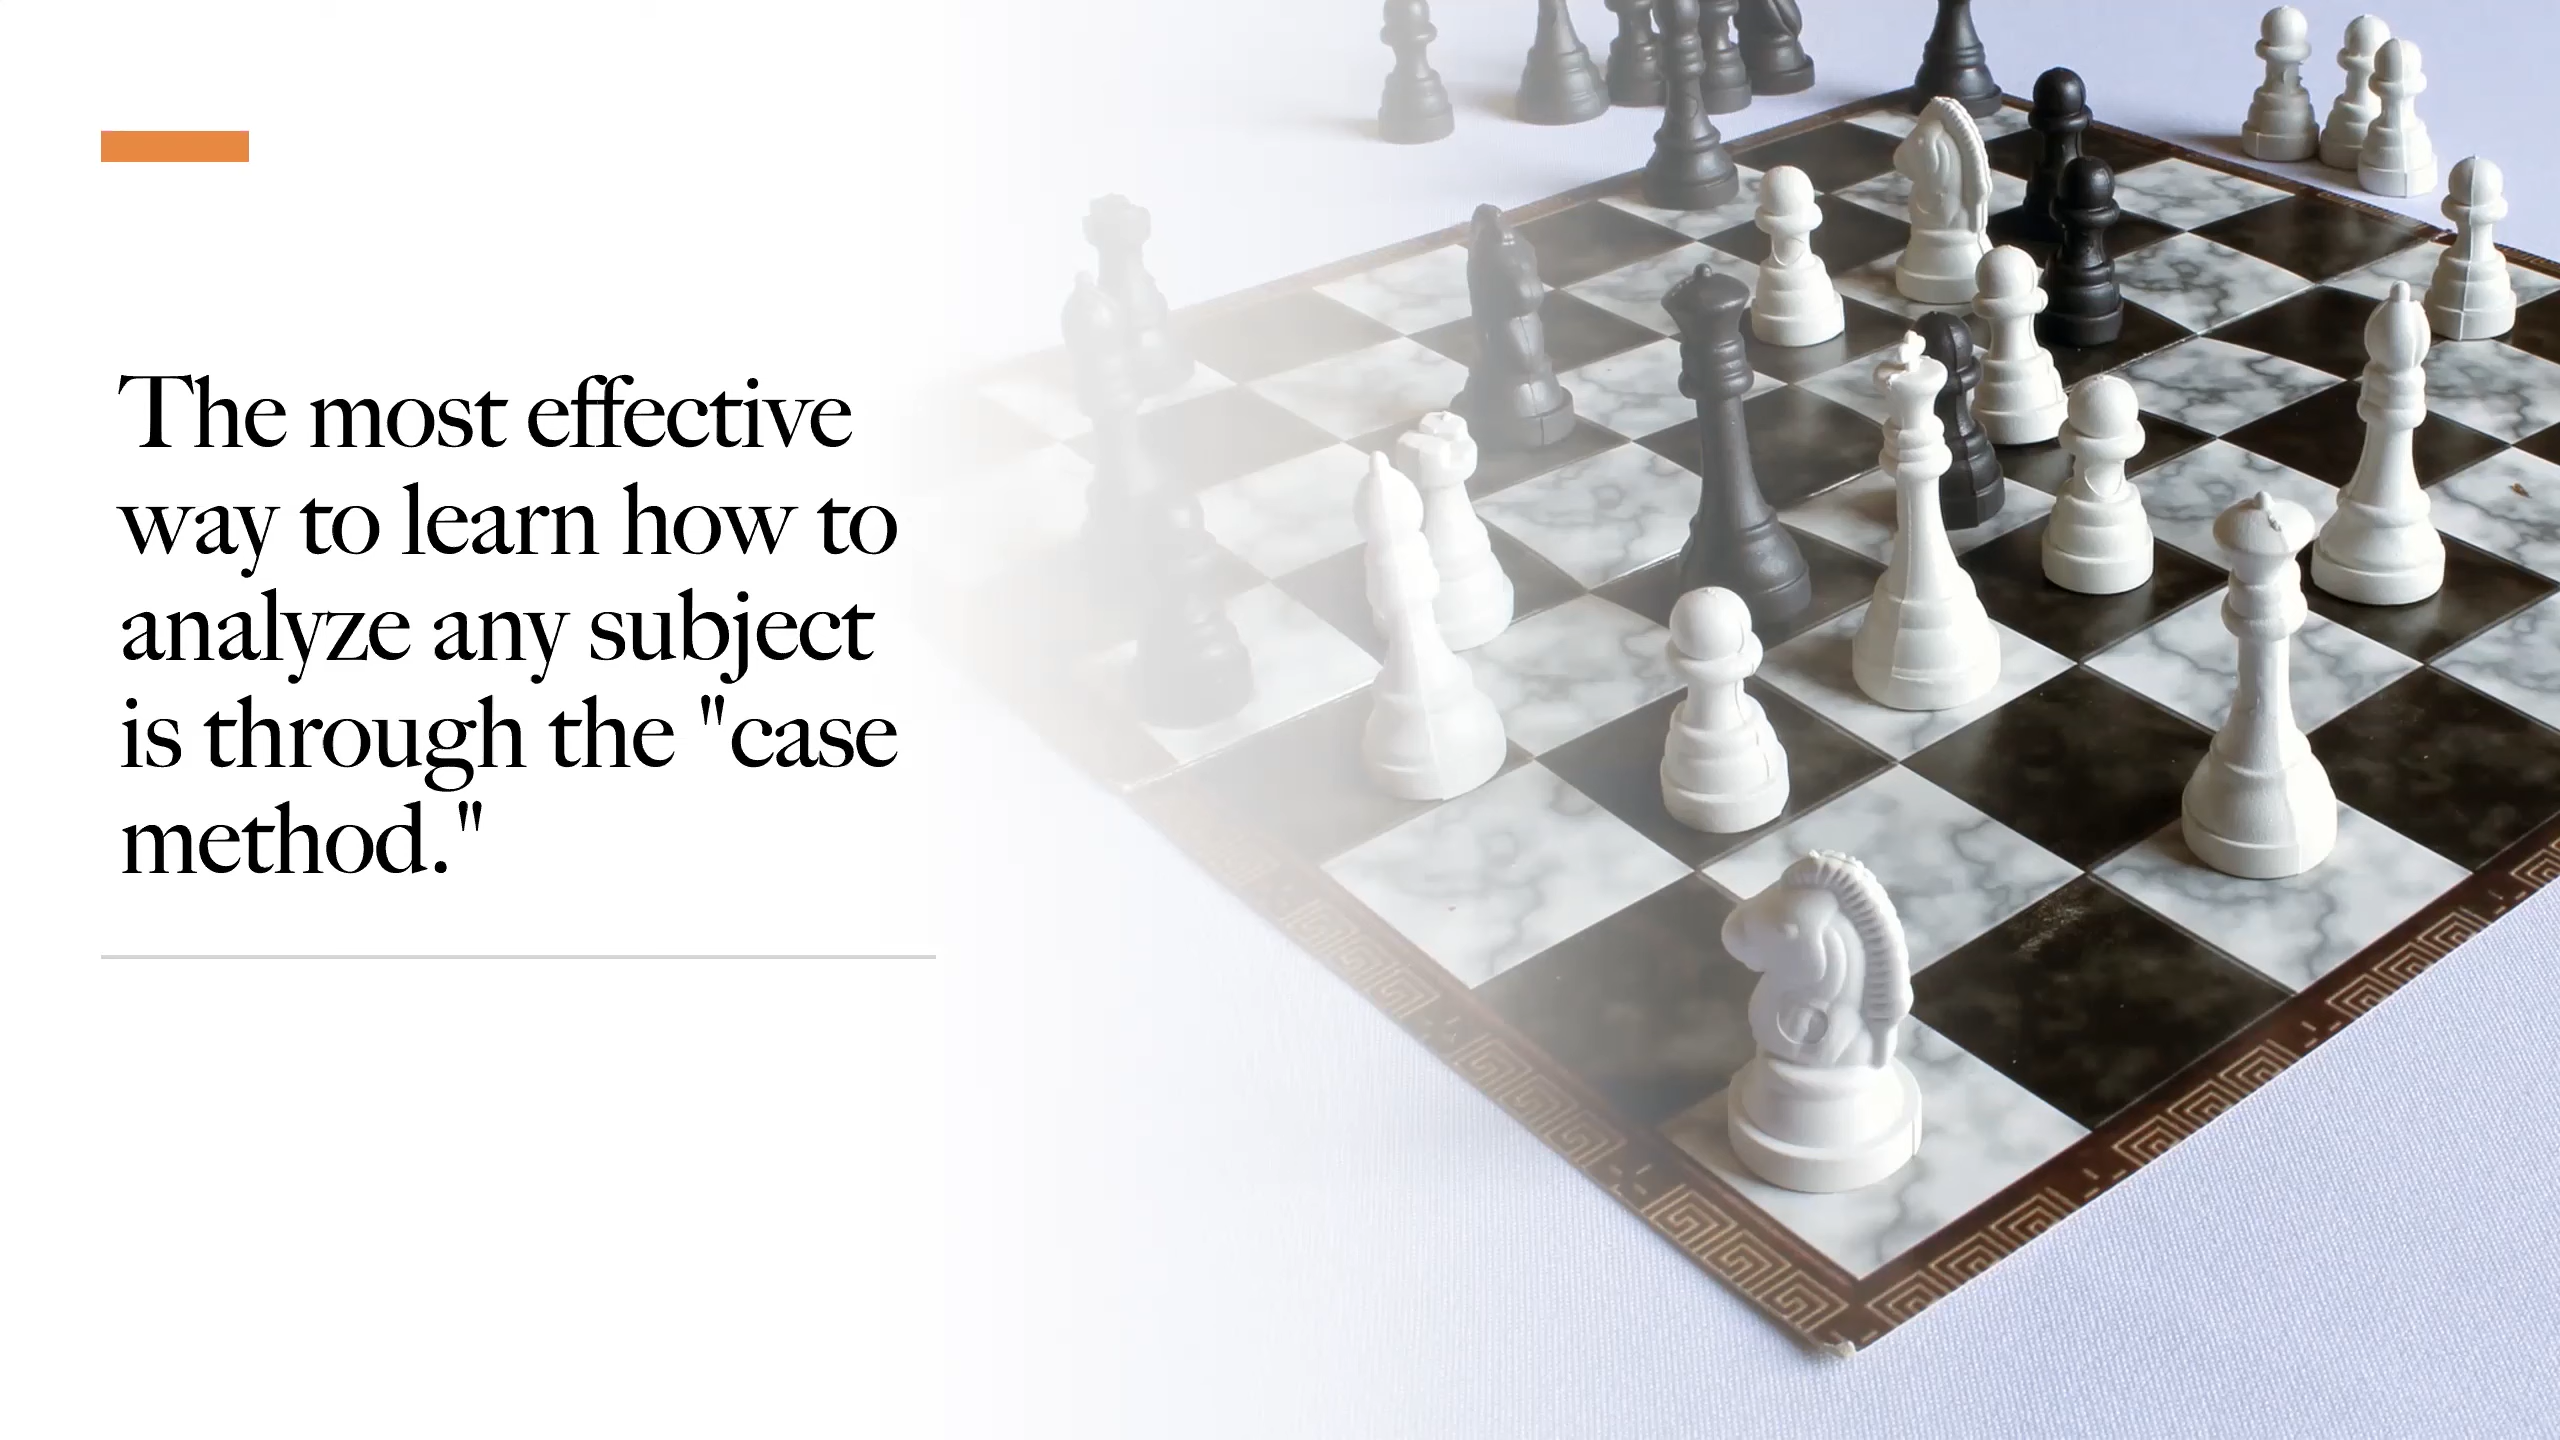 The most effective
way to learn how to
analyze any subject
is through the "case
method."